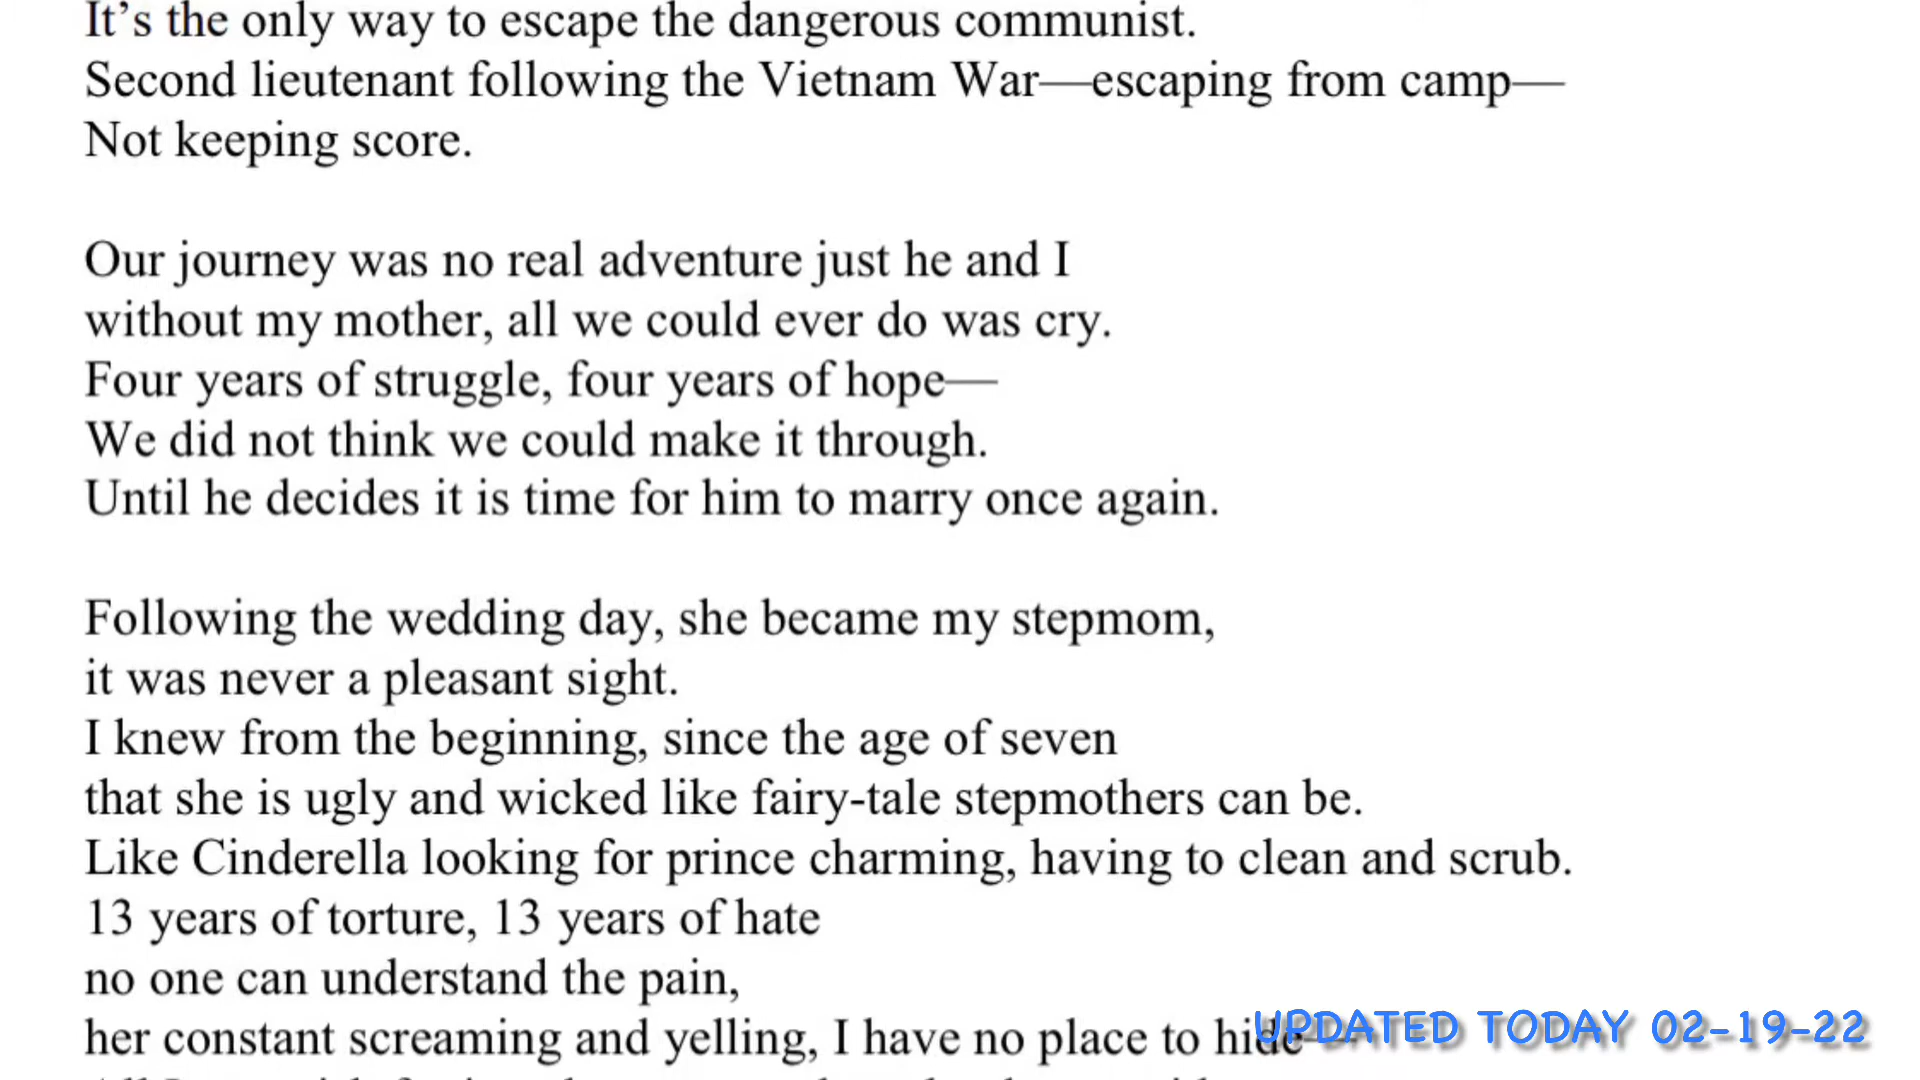 It’s the only way to escape the dangerous communist.
Second lieutenant following the Vietnam War—escaping from camp—
Not keeping score.
Our journey was no real adventure just he and I
without my mother, all we could ever do was cry.
Four years of struggle, four years of hope—
We did not think we could make it through.
Until he decides it is time for him to marry once again.
Following the wedding day, she became my stepmom,
it was never a pleasant sight.
I knew from the beginning, since the age of seven
that she is ugly and wicked like fairy-tale stepmothers can be.
Like Cinderella looking for prince charming, having to clean and scrub.
13 years of torture, 13 years of hate
no one can understand the pain,
her constant screaming and yelling, I have no place to hide—
UPDATED TODAY 02-19-22